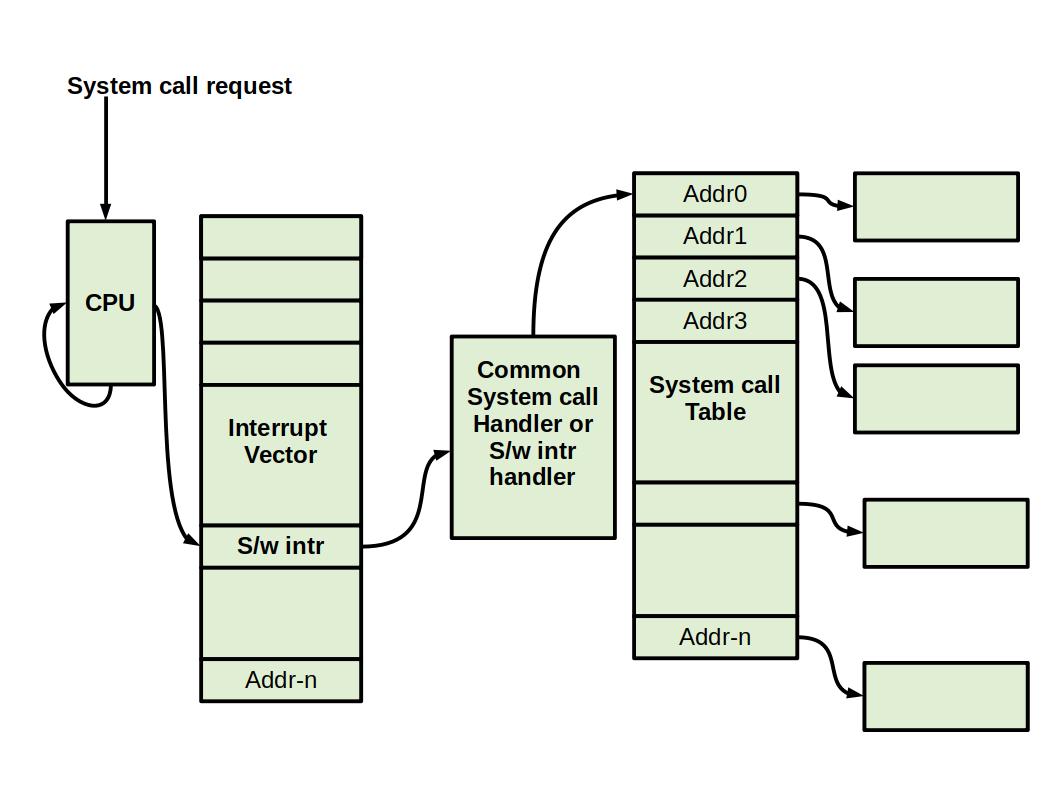 System call request
CPU
Interrupt
Vector
S/w intr
Addr-n
Common
System call
Handler or
S/w intr
handler
Addr0
Addr1
Addr2
Addr3
System call
Table
Addr-n